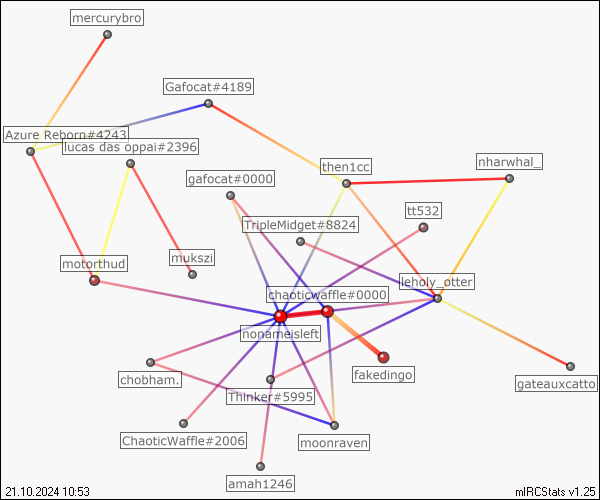 mercurybro
Gafocat#4189
Azure Reborn#4243
lucas das oppai#2396
nharwhal_
then1cc
gafocat#0000
tt532
TripleMidget#8824
motorthud
mukszi
leholy_otter
chaoticwaffle#0000
nonameisleft
fakedingo
chobham.
gateauxcatto
Thinker#5995
ChaoticWaffle#2006
moonraven
amah1246
21.10.2024 10:53
mIRCStats v1.25